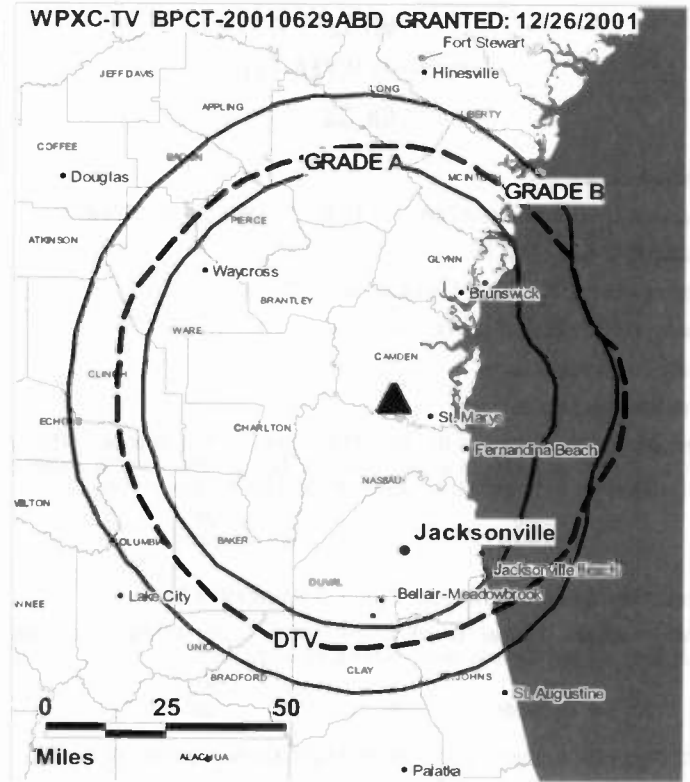 WPXC-TV BPCT-20010629ABD GRANTED: 12/26/2001
Fort Stewart
JEFF DAVIS
Hinesville
LONG
APPLING
LIBERTY
COFFEE
BACON
GRADE A
Douglas
MCINTOSH
GRADE B
PIERCE
ATKINSON
GLYNN
Waycross
Brunswick
BRANTLEY
WARE
CAMDEN
CLINCH
ECHOLS
St. Marys
CHARLTON
Fernandina Beach
NASSAU
Jacksonville
BAKER
COLUMBIA
Jacksonville Beach
DUVAL
Lake City
Bellair-Meadowbrook
DTV
UNION
CLAY
BRADFORD
ST. JOHNS
St. Augustine
0 25 50
Miles
ALACHUA
Palatka